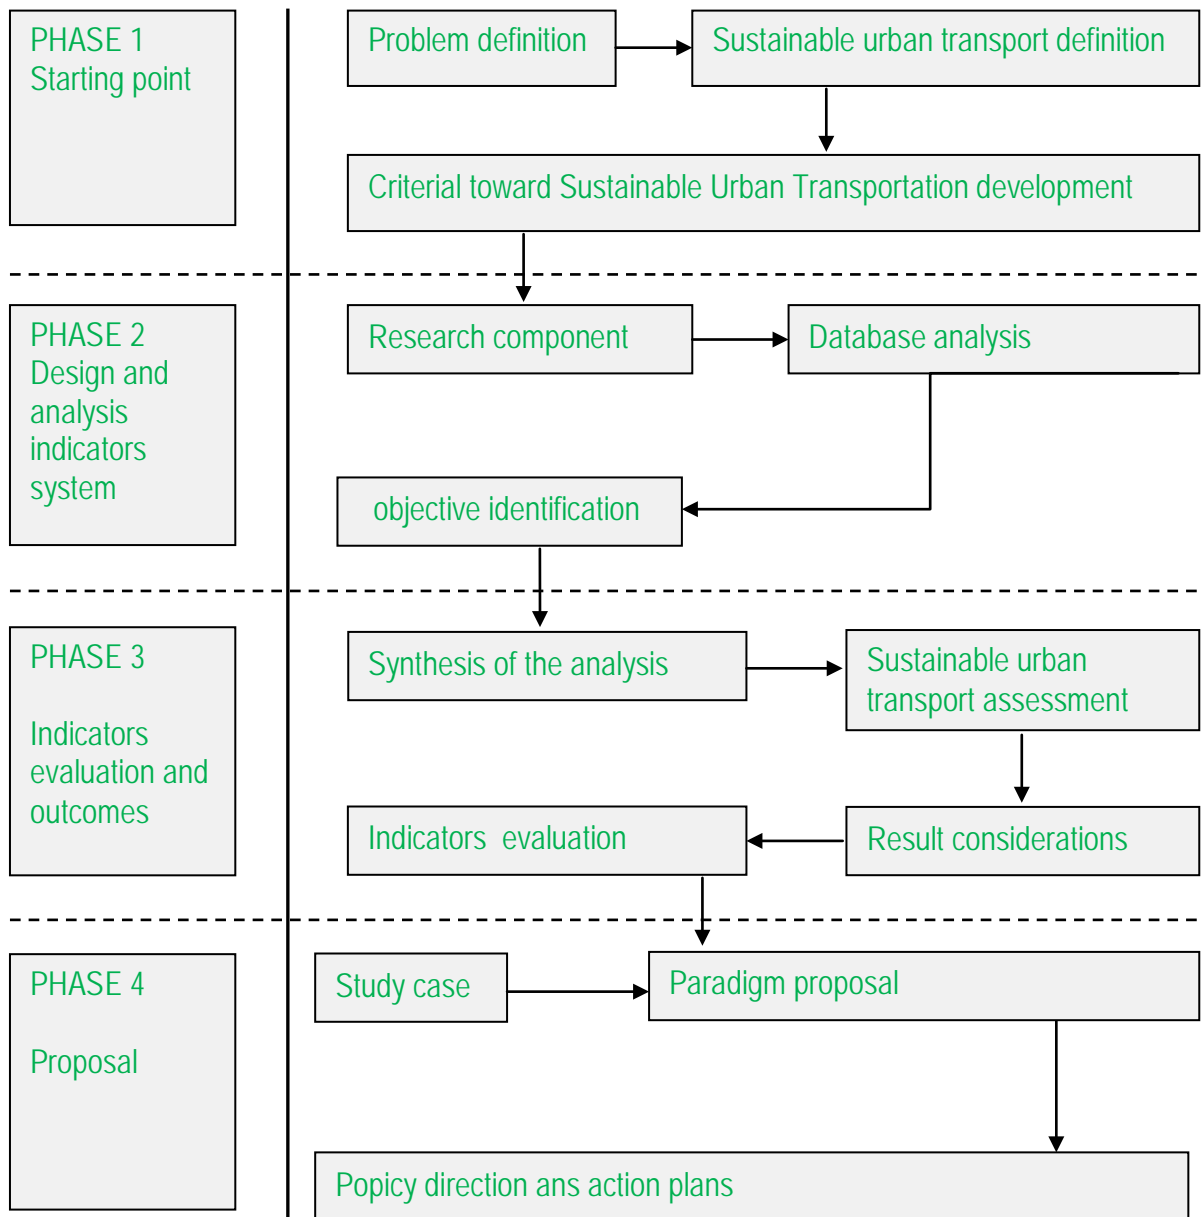 PHASE 1
Starting point
Problem definition
Sustainable urban transport definition
Criterial toward Sustainable Urban Transportation development
PHASE 2
Design and
analysis
indicators
system
Research component
Database analysis
objective identification
PHASE 3
Indicators
evaluation and
outcomes
Synthesis of the analysis
Sustainable urban
transport assessment
Indicators evaluation
Result considerations
PHASE 4
Proposal
Study case
Paradigm proposal
Popicy direction ans action plans